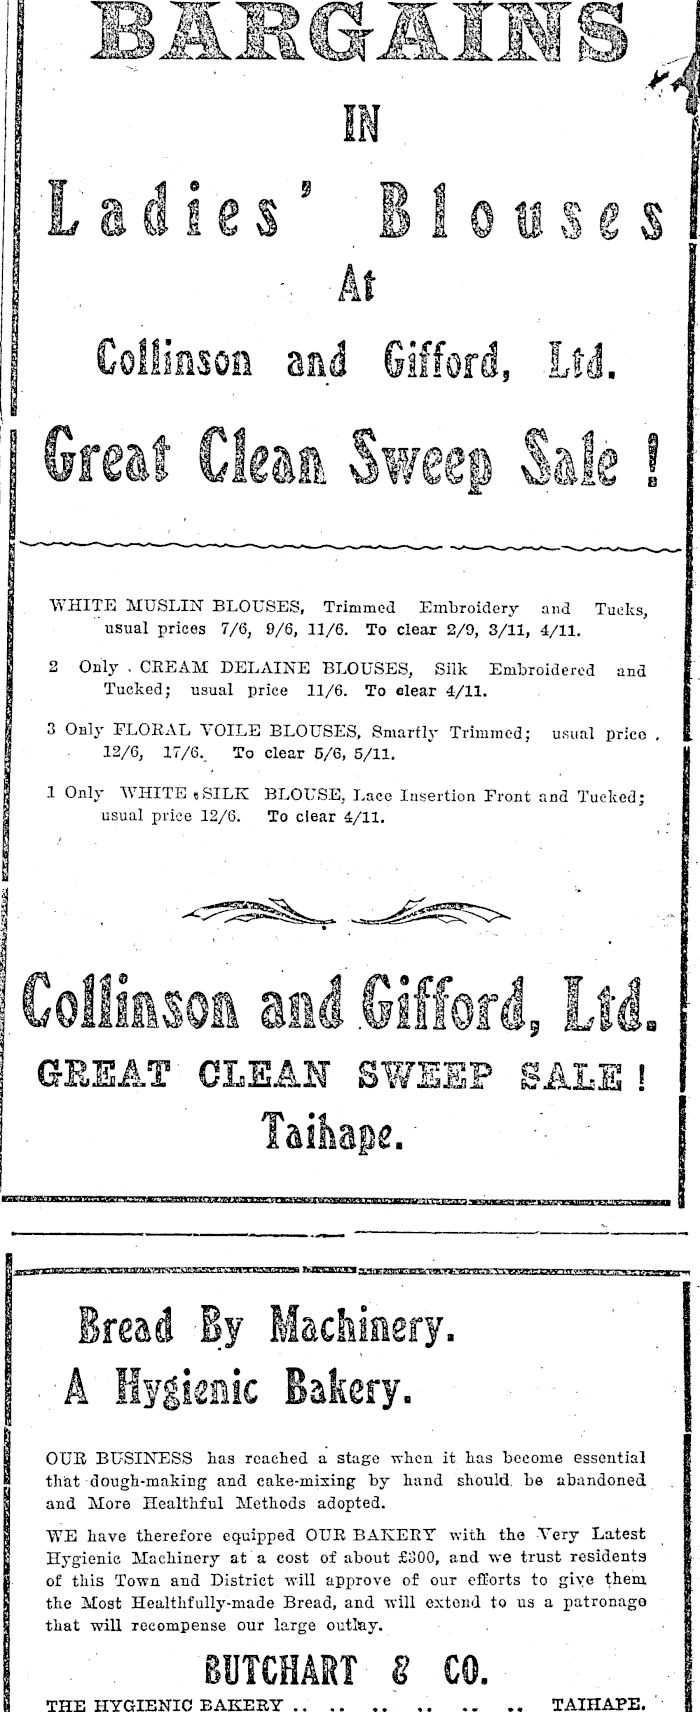 BARGAINS
IN
Ladies' Blouses
At
Collinson and Gifford, Ltd.
Great Clean Sweep Sale !
WHITE MUSLIN BLOUSES, Trimmed Embroidery and Tucks,
usual prices 7/6, 9/6, 11/6. To clear 2/9, 3/11, 4/11.
2 Only CREAM DELAINE BLOUSES, Silk Embroidered and
Tucked; usual price 11/6. To clear 4/11.
3 Only FLORAL VOILE BLOUSES, Smartly Trimmed; usual price
12/6, 17/6. To clear 5/6, 5/11.
1 Only WHITE SILK BLOUSE, Lace Insertion Front and Tucked;
usual price 12/6. To clear 4/11.
Collinson and Gifford, Ltd.
GREAT CLEAN SWEEP SALE !
Taihape.
Bread By Machinery.
A Hygienic Bakery.
OUR BUSINESS has reached a stage when it has become essential
that dough-making and cake-mixing by hand should be abandoned
and More Healthful Methods adopted.
WE have therefore equipped OUR BAKERY with the Very Latest
Hygienic Machinery at a cost of about £300, and we trust residents
of this Town and District will approve of our efforts to give them
the Most Healthfully-made Bread, and will extend to us a patronage
that will recompense our large outlay.
BUTCHART & CO.
THE HYGIENIC BAKERY .. .. .. .. .. .. TAIHAPE.